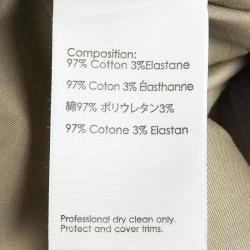 Composition:
97% Cotton 3%Elastane
97% Coton 3% Élasthanne
綿97% ポリウレタン3%
97% Cotone 3% Elastan
Professional dry clean only.
Protect and cover trims.